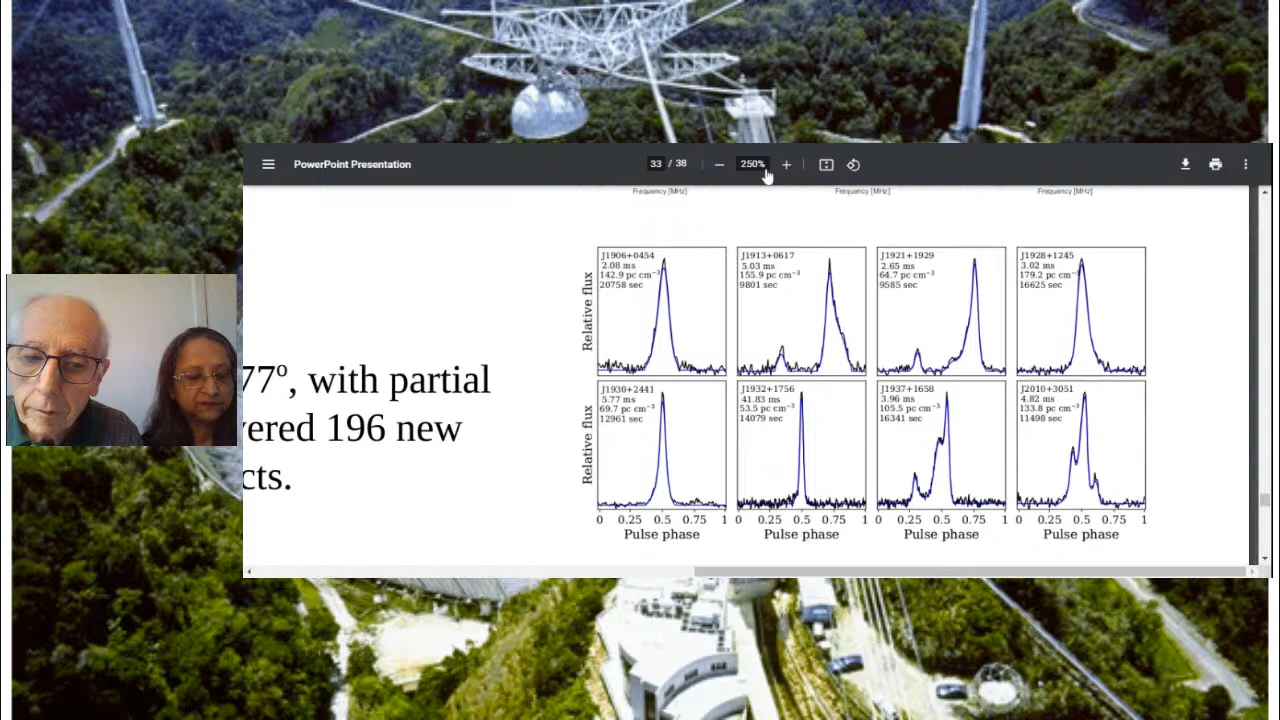 PowerPoint Presentation
33 / 38
250%
Frequency [MHz]
Frequency [MHz]
Frequency [MHz]
77º, with partial
vered 196 new
cts.
Relative flux
J1906+0454
2.08 ms
142.9 pc cm⁻³
20758 sec
J1913+0617
5.03 ms
155.9 pc cm⁻³
9801 sec
J1921+1929
2.65 ms
64.7 pc cm⁻³
9585 sec
J1928+1245
3.02 ms
179.2 pc cm⁻³
16625 sec
Relative flux
J1930+2441
5.77 ms
69.7 pc cm⁻³
12961 sec
J1932+1756
41.83 ms
53.5 pc cm⁻³
14079 sec
J1937+1658
3.96 ms
105.5 pc cm⁻³
16341 sec
J2010+3051
4.82 ms
133.8 pc cm⁻³
11498 sec
0 0.25 0.5 0.75 1
0 0.25 0.5 0.75 1
0 0.25 0.5 0.75 1
0 0.25 0.5 0.75 1
Pulse phase
Pulse phase
Pulse phase
Pulse phase